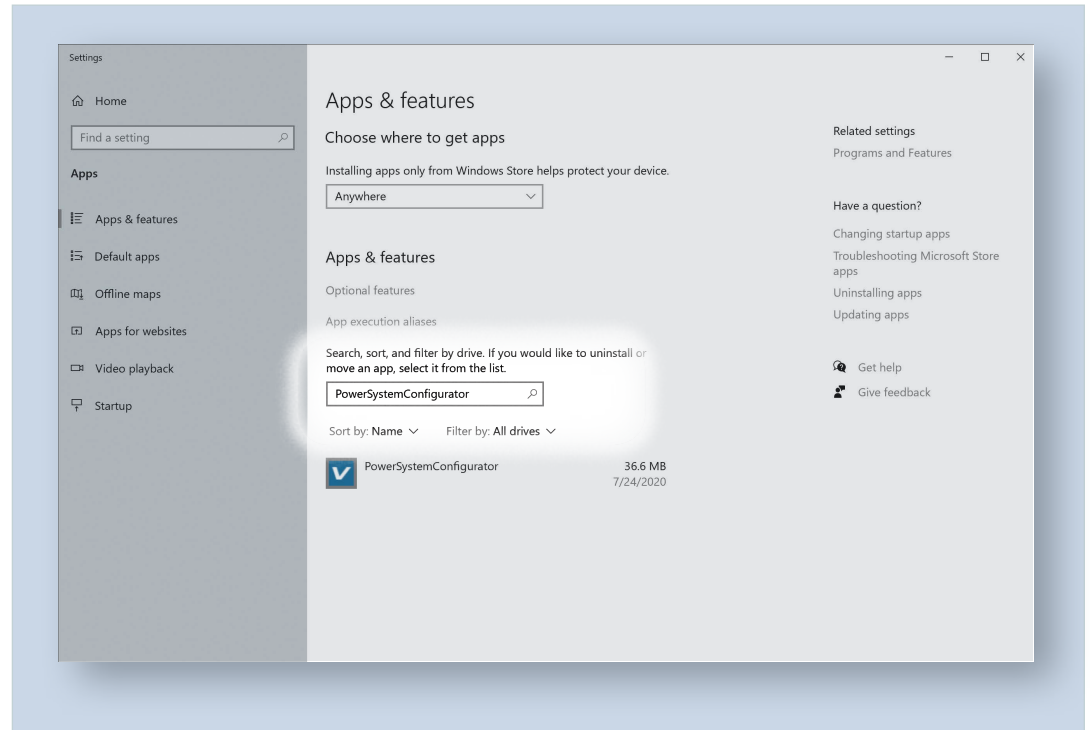 Settings
Home
Find a setting
Apps
Apps & features
Default apps
Offline maps
Apps for websites
Video playback
Startup
Apps & features
Choose where to get apps
Installing apps only from Windows Store helps protect your device.
Anywhere
Apps & features
Optional features
App execution aliases
Search, sort, and filter by drive. If you would like to uninstall or
move an app, select it from the list.
PowerSystemConfigurator
Sort by: Name
Filter by: All drives
PowerSystemConfigurator
36.6 MB
7/24/2020
Related settings
Programs and Features
Have a question?
Changing startup apps
Troubleshooting Microsoft Store
apps
Uninstalling apps
Updating apps
Get help
Give feedback